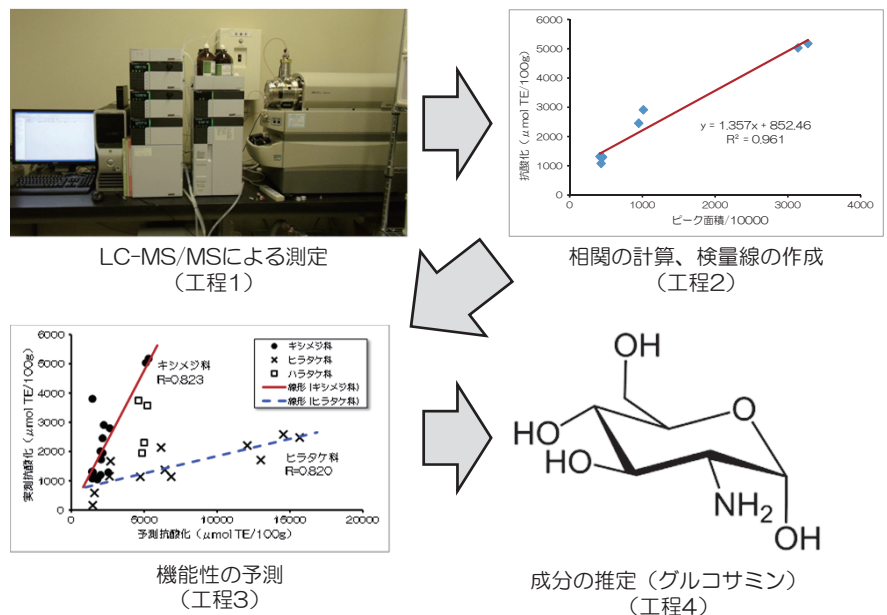 抗酸化(μmol TE/100g)
6000
5000
4000
3000
2000
1000
0
y = 1.357x + 852.46
R² = 0.961
0 1000 2000 3000 4000
ピーク面積/10000
LC-MS/MSによる測定
(工程1)
相関の計算、検量線の作成
(工程2)
実測抗酸化(μmol TE/100g)
6000
5000
4000
3000
2000
1000
0
キシメジ科
R=0.823
キシメジ科
ヒラタケ科
ハラタケ科
線形(キシメジ科)
線形(ヒラタケ科)
ヒラタケ科
R=0.820
0 5000 10000 15000 20000
予測抗酸化(μmol TE/100g)
機能性の予測
(工程3)
OH
HO
HO
O
NH₂
OH
成分の推定(グルコサミン)
(工程4)